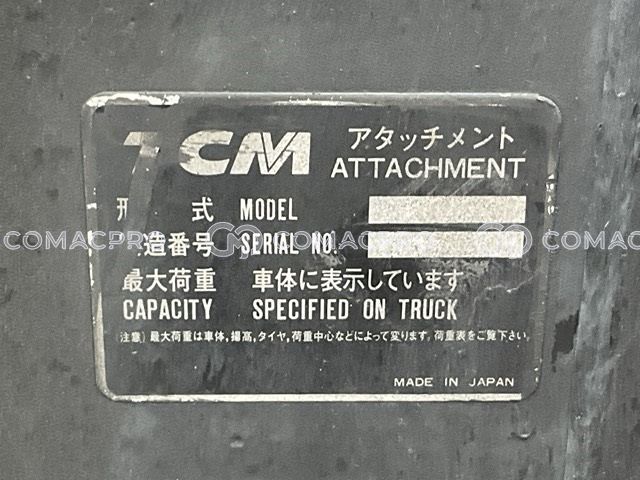 TCM アタッチメント
ATTACHMENT
形 式 MODEL
造番号 SERIAL NO.
最大荷重 車体に表示しています
CAPACITY SPECIFIED ON TRUCK
注意) 最大荷重は車体,揚高,タイヤ,荷重中心などによって変ります。荷重表をご覧下さい。
MADE IN JAPAN
COMACPRO COMACPRO COMACPRO